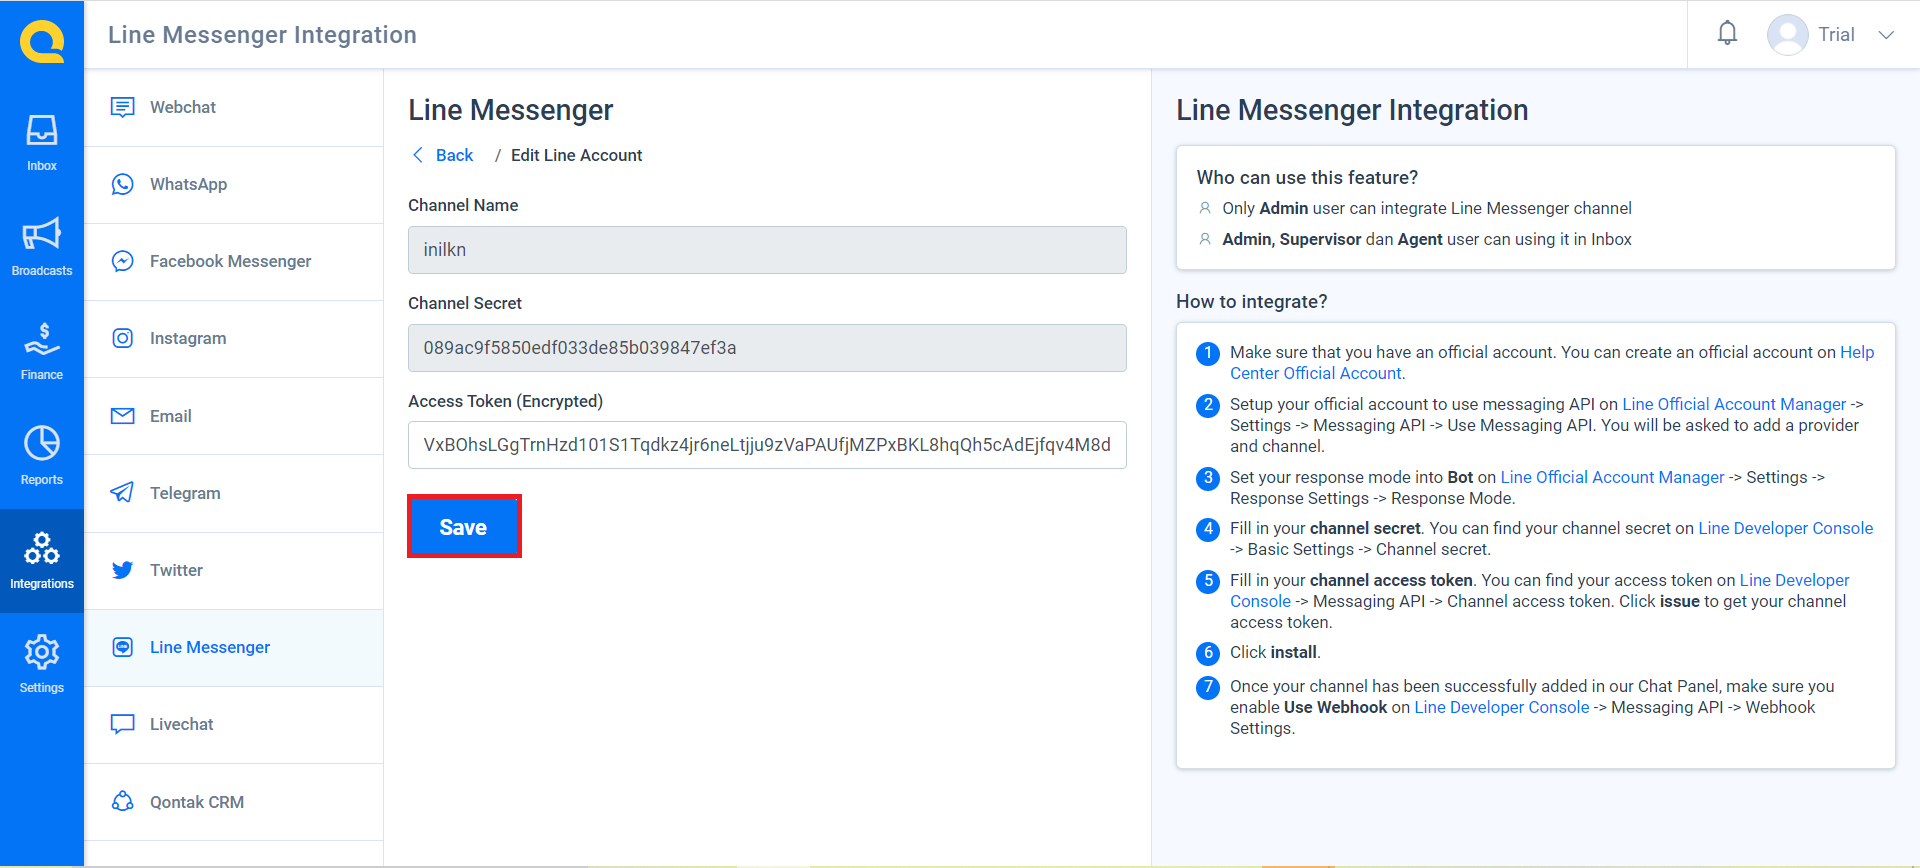 Line Messenger Integration
Trial
Inbox
Broadcasts
Finance
Reports
Integrations
Settings
Webchat
WhatsApp
Facebook Messenger
Instagram
Email
Telegram
Twitter
Line Messenger
Livechat
Qontak CRM
Line Messenger
Back / Edit Line Account
Channel Name
inilkn
Channel Secret
089ac9f5850edf033de85b039847ef3a
Access Token (Encrypted)
VxBOhsLGgTrnHzd101S1Tqdkz4jr6neLtjju9zVaPAUfjMZPxBKL8hqQh5cAdEjfqv4M8d
Save
Line Messenger Integration
Who can use this feature?
Only Admin user can integrate Line Messenger channel
Admin, Supervisor dan Agent user can using it in Inbox
How to integrate?
1 Make sure that you have an official account. You can create an official account on Help
Center Official Account.
2 Setup your official account to use messaging API on Line Official Account Manager ->
Settings -> Messaging API -> Use Messaging API. You will be asked to add a provider
and channel.
3 Set your response mode into Bot on Line Official Account Manager -> Settings ->
Response Settings -> Response Mode.
4 Fill in your channel secret. You can find your channel secret on Line Developer Console
-> Basic Settings -> Channel secret.
5 Fill in your channel access token. You can find your access token on Line Developer
Console -> Messaging API -> Channel access token. Click issue to get your channel
access token.
6 Click install.
7 Once your channel has been successfully added in our Chat Panel, make sure you
enable Use Webhook on Line Developer Console -> Messaging API -> Webhook
Settings.